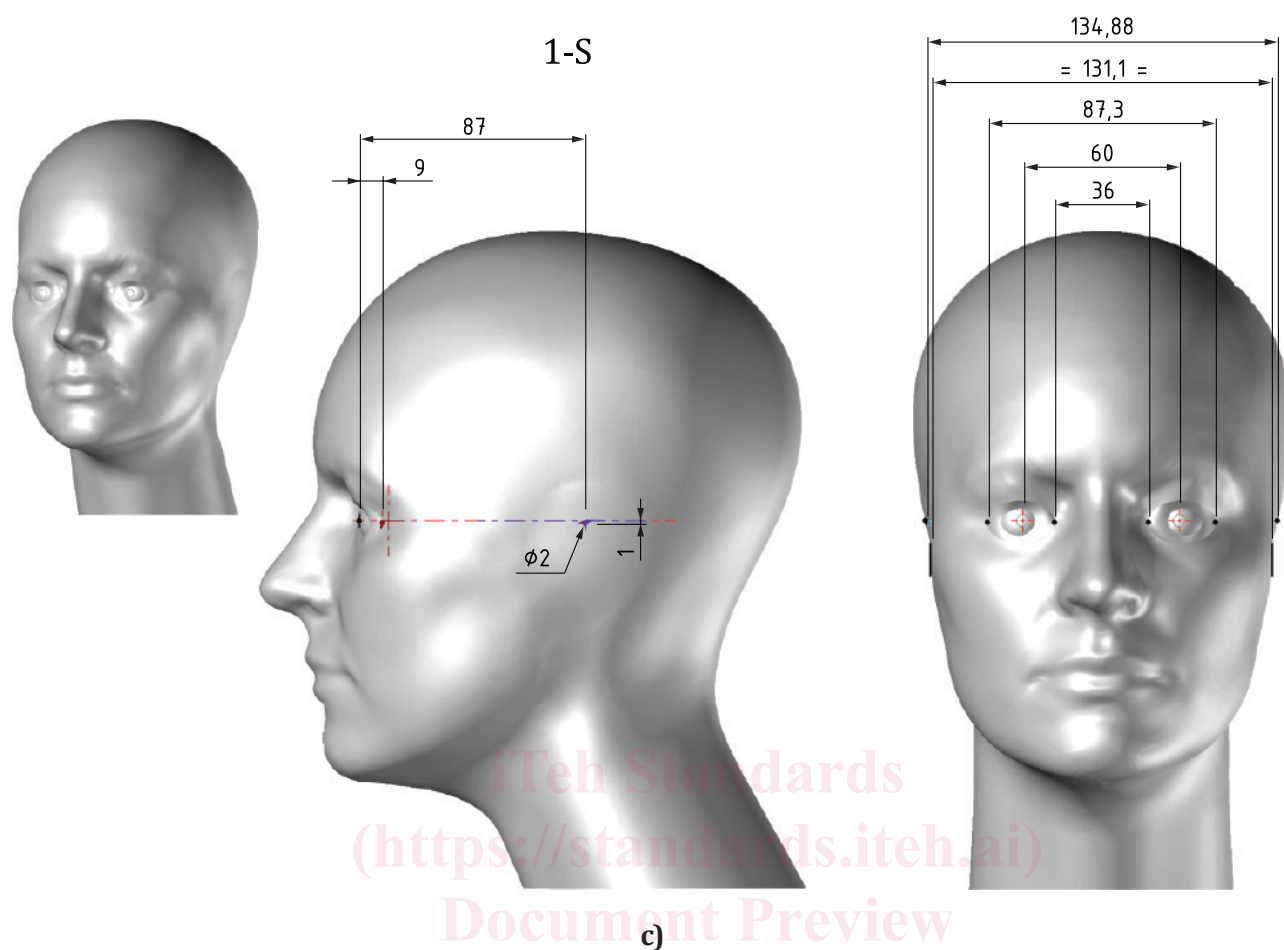 1-S
134,88
= 131,1 =
87,3
60
36
87
9
ϕ2
1
iTeh Standards
(https://standards.iteh.ai)
Document Preview
c)